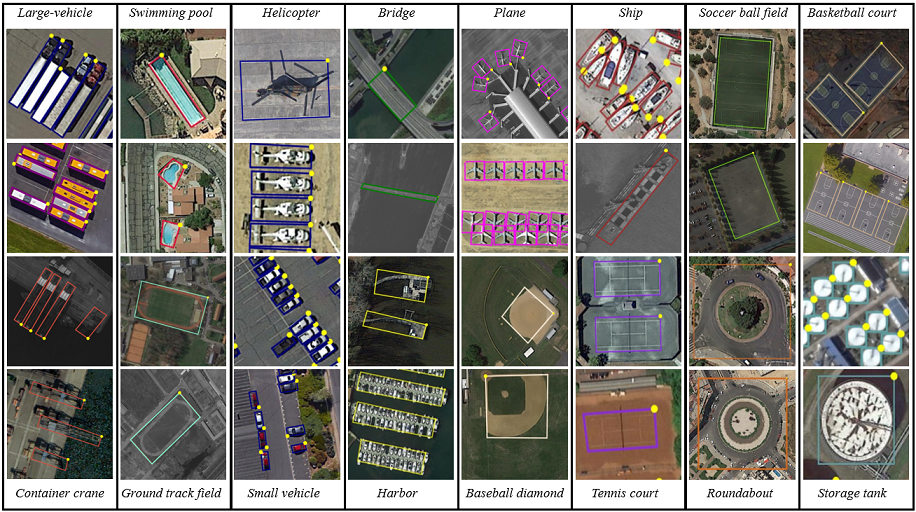 Large-vehicle Swimming pool Helicopter Bridge Plane Ship Soccer ball field Basketball court
Container crane Ground track field Small vehicle Harbor Baseball diamond Tennis court Roundabout Storage tank